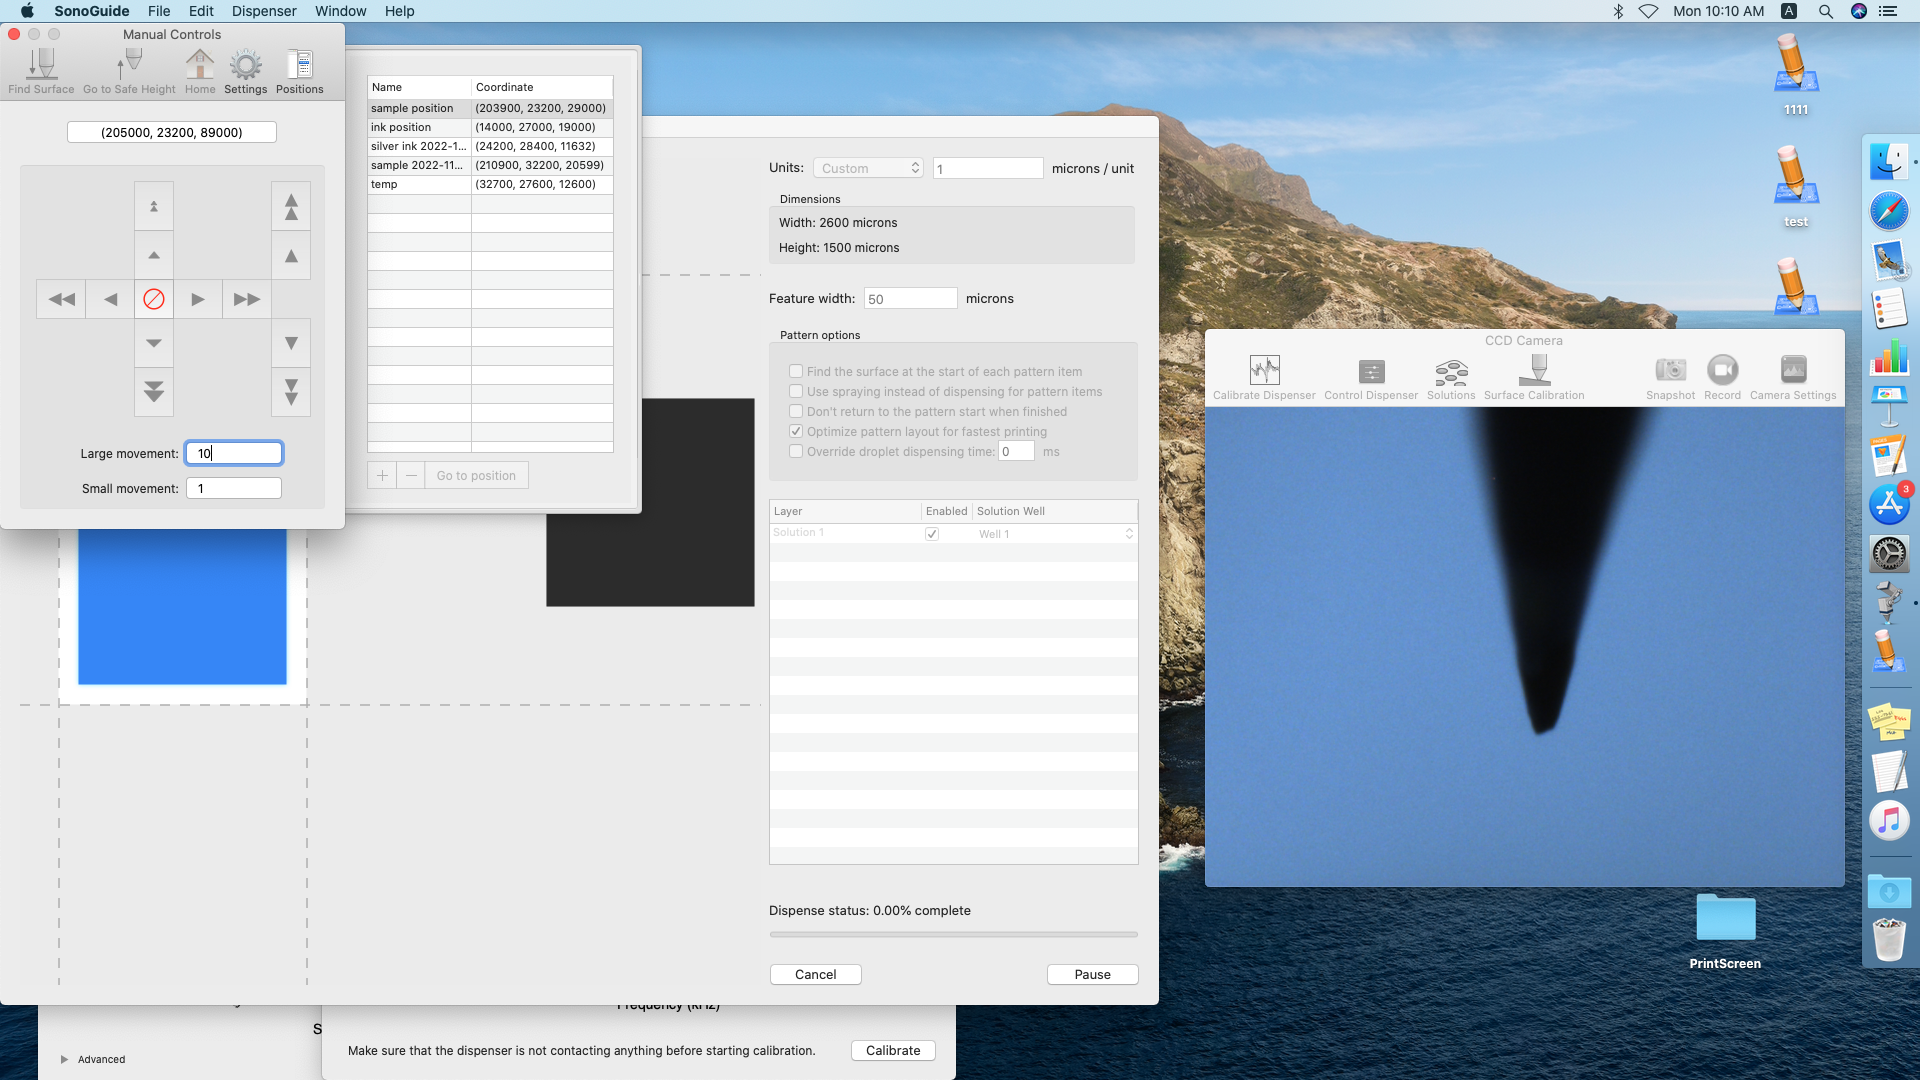 SonoGuide File Edit Dispenser Window Help
Mon 10:10 AM A
Manual Controls
Find Surface Go to Safe Height Home Settings Positions
(205000, 23200, 89000)
Large movement: 10
Small movement: 1
Name Coordinate
sample position (203900, 23200, 29000)
ink position (14000, 27000, 19000)
silver ink 2022-1... (24200, 28400, 11632)
sample 2022-11... (210900, 32200, 20599)
temp (32700, 27600, 12600)
+ − Go to position
Units: Custom 1 microns / unit
Dimensions
Width: 2600 microns
Height: 1500 microns
Feature width: 50 microns
Pattern options
Find the surface at the start of each pattern item
Use spraying instead of dispensing for pattern items
Don't return to the pattern start when finished
Optimize pattern layout for fastest printing
Override droplet dispensing time: 0 ms
Layer Enabled Solution Well
Solution 1 Well 1
Dispense status: 0.00% complete
Cancel Pause
Frequency (kHz)
S
Advanced
Make sure that the dispenser is not contacting anything before starting calibration.
Calibrate
CCD Camera
Calibrate Dispenser Control Dispenser Solutions Surface Calibration Snapshot Record Camera Settings
1111
test
3
PrintScreen